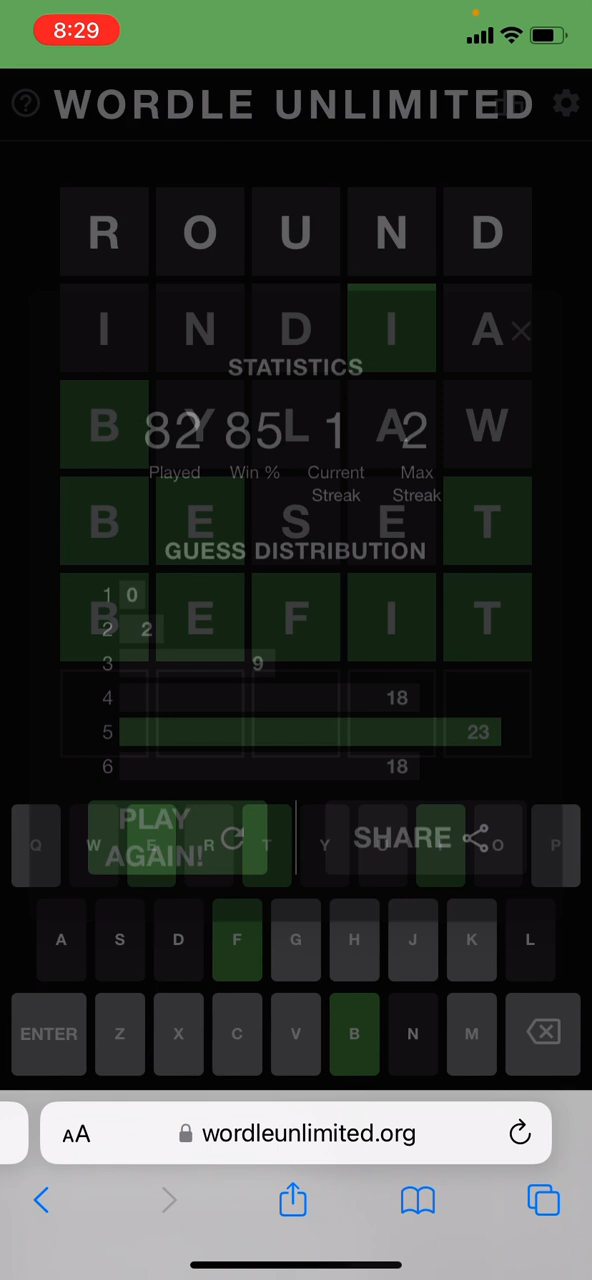 8:29
WORDLE UNLIMITED
R O U N D
I N D I A
STATISTICS
B Y L A W
82 85 1 2
Played Win % Current Streak Max Streak
B E S E T
GUESS DISTRIBUTION
B E F I T
1 0
2 2
3 9
4 18
5 23
6 18
PLAY AGAIN! SHARE
Q W E R T Y U I O P
A S D F G H J K L
ENTER Z X C V B N M
AA wordleunlimited.org